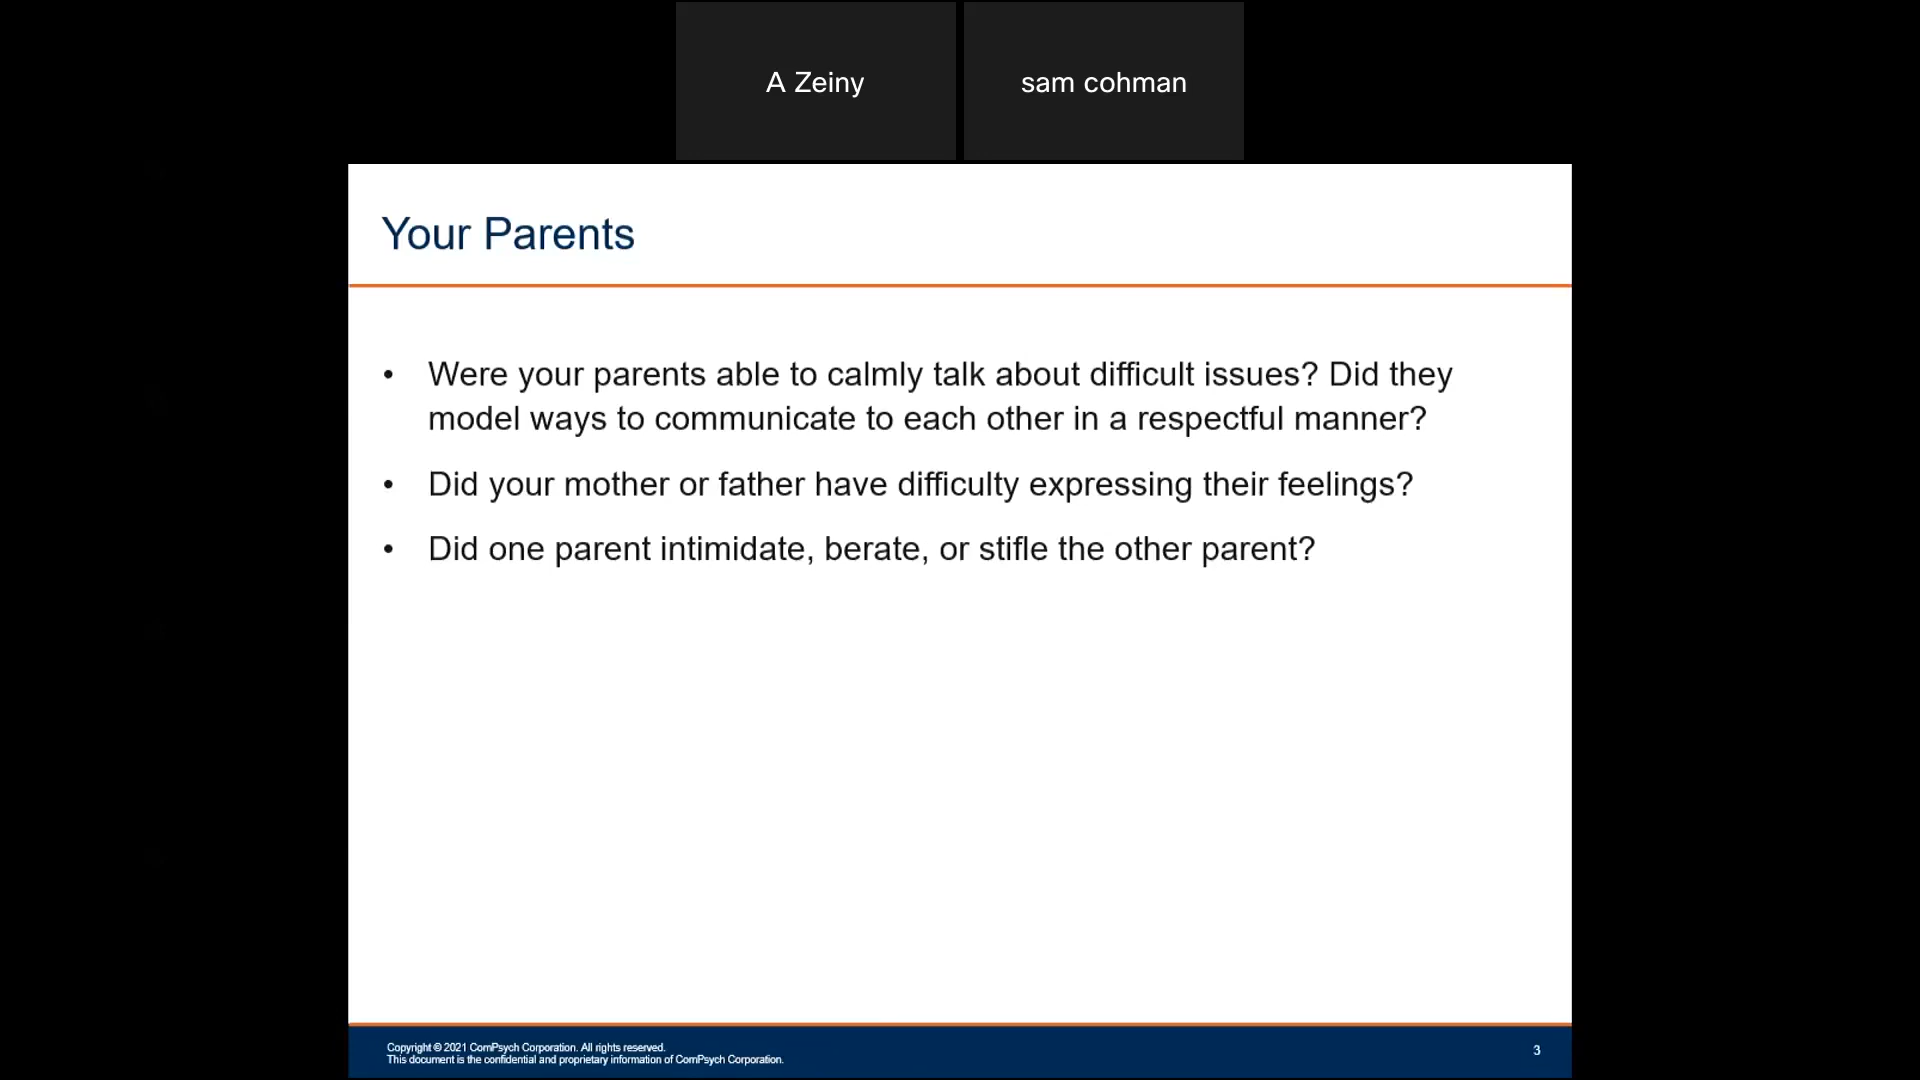 A Zeiny
sam cohman
Your Parents
• Were your parents able to calmly talk about difficult issues? Did they
model ways to communicate to each other in a respectful manner?
• Did your mother or father have difficulty expressing their feelings?
• Did one parent intimidate, berate, or stifle the other parent?
Copyright © 2021 ComPsych Corporation. All rights reserved.
This document is the confidential and proprietary information of ComPsych Corporation.
3